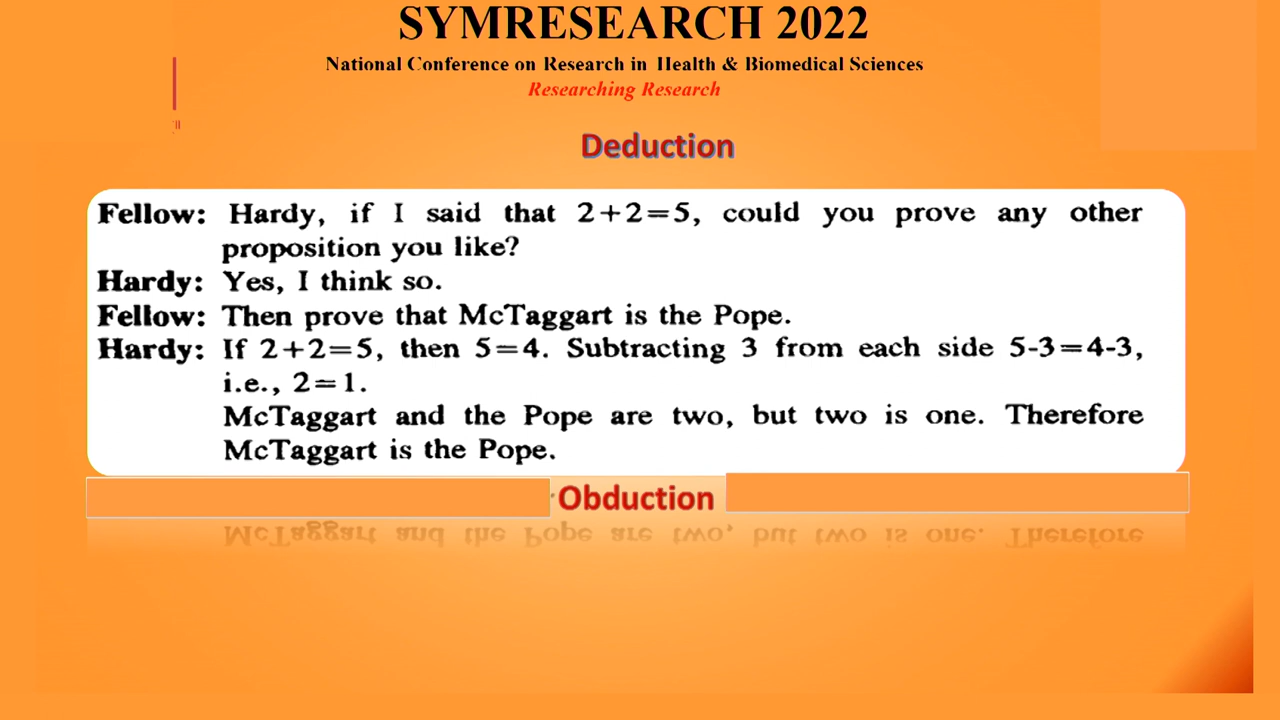 SYMRESEARCH 2022
National Conference on Research in Health & Biomedical Sciences
Researching Research
Deduction
Fellow: Hardy, if I said that 2+2=5, could you prove any other
proposition you like?
Hardy: Yes, I think so.
Fellow: Then prove that McTaggart is the Pope.
Hardy: If 2+2=5, then 5=4. Subtracting 3 from each side 5-3=4-3,
i.e., 2=1.
McTaggart and the Pope are two, but two is one. Therefore
McTaggart is the Pope.
Obduction